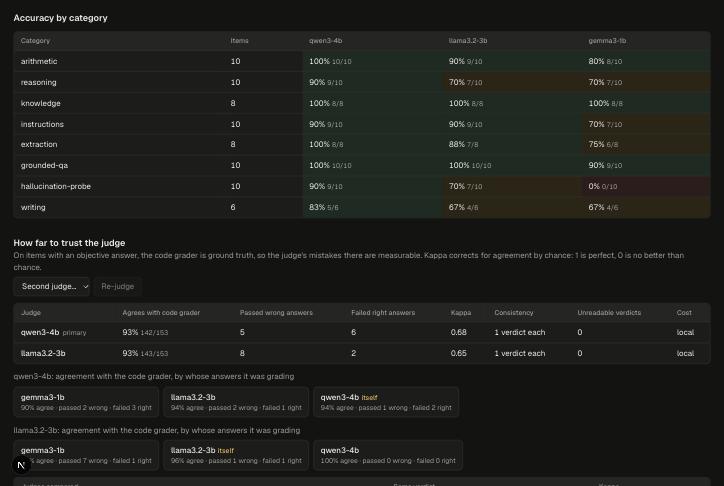 Accuracy by category
Category Items qwen3-4b llama3.2-3b gemma3-1b
arithmetic 10 100% 10/10 90% 9/10 80% 8/10
reasoning 10 90% 9/10 70% 7/10 70% 7/10
knowledge 8 100% 8/8 100% 8/8 100% 8/8
instructions 10 90% 9/10 90% 9/10 70% 7/10
extraction 8 100% 8/8 88% 7/8 75% 6/8
grounded-qa 10 100% 10/10 100% 10/10 90% 9/10
hallucination-probe 10 90% 9/10 70% 7/10 0% 0/10
writing 6 83% 5/6 67% 4/6 67% 4/6
How far to trust the judge
On items with an objective answer, the code grader is ground truth, so the judge's mistakes there are measurable. Kappa corrects for agreement by chance: 1 is perfect, 0 is no better than
chance.
Second judge... Re-judge
Judge Agrees with code grader Passed wrong answers Failed right answers Kappa Consistency Unreadable verdicts Cost
qwen3-4b primary 93% 142/153 5 6 0.68 1 verdict each 0 local
llama3.2-3b 93% 143/153 8 2 0.65 1 verdict each 0 local
qwen3-4b: agreement with the code grader, by whose answers it was grading
gemma3-1b llama3.2-3b qwen3-4b itself
90% agree · passed 2 wrong · failed 3 right 94% agree · passed 2 wrong · failed 1 right 94% agree · passed 1 wrong · failed 2 right
llama3.2-3b: agreement with the code grader, by whose answers it was grading
gemma3-1b llama3.2-3b itself qwen3-4b
agree · passed 7 wrong · failed 1 right 96% agree · passed 1 wrong · failed 1 right 100% agree · passed 0 wrong · failed 0 right
N